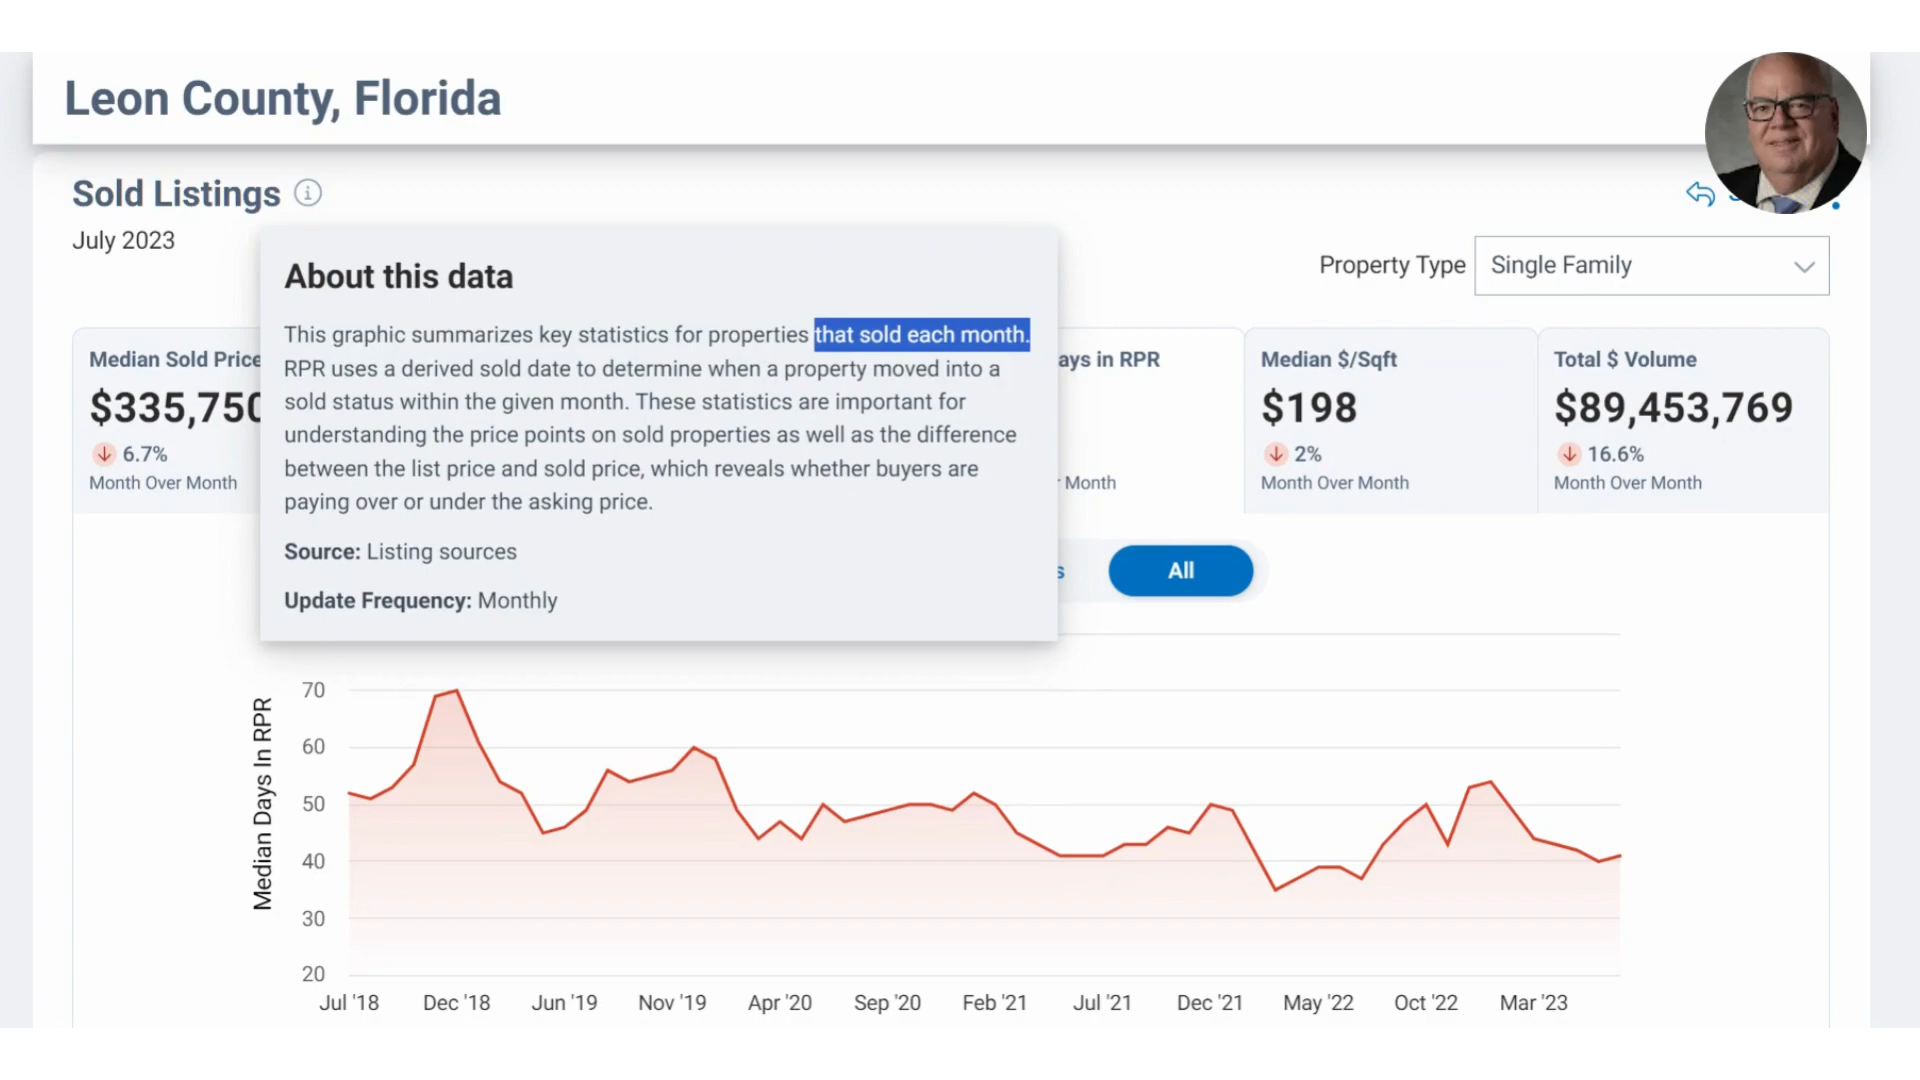 Leon County, Florida
Sold Listings
July 2023
Property Type
Single Family
About this data
This graphic summarizes key statistics for properties that sold each month.
RPR uses a derived sold date to determine when a property moved into a
sold status within the given month. These statistics are important for
understanding the price points on sold properties as well as the difference
between the list price and sold price, which reveals whether buyers are
paying over or under the asking price.
Source: Listing sources
Update Frequency: Monthly
Median Sold Price
$335,750
6.7%
Month Over Month
ays in RPR
Month
Median $/Sqft
$198
2%
Month Over Month
Total $ Volume
$89,453,769
16.6%
Month Over Month
s
All
Median Days In RPR
70
60
50
40
30
20
Jul '18 Dec '18 Jun '19 Nov '19 Apr '20 Sep '20 Feb '21 Jul '21 Dec '21 May '22 Oct '22 Mar '23